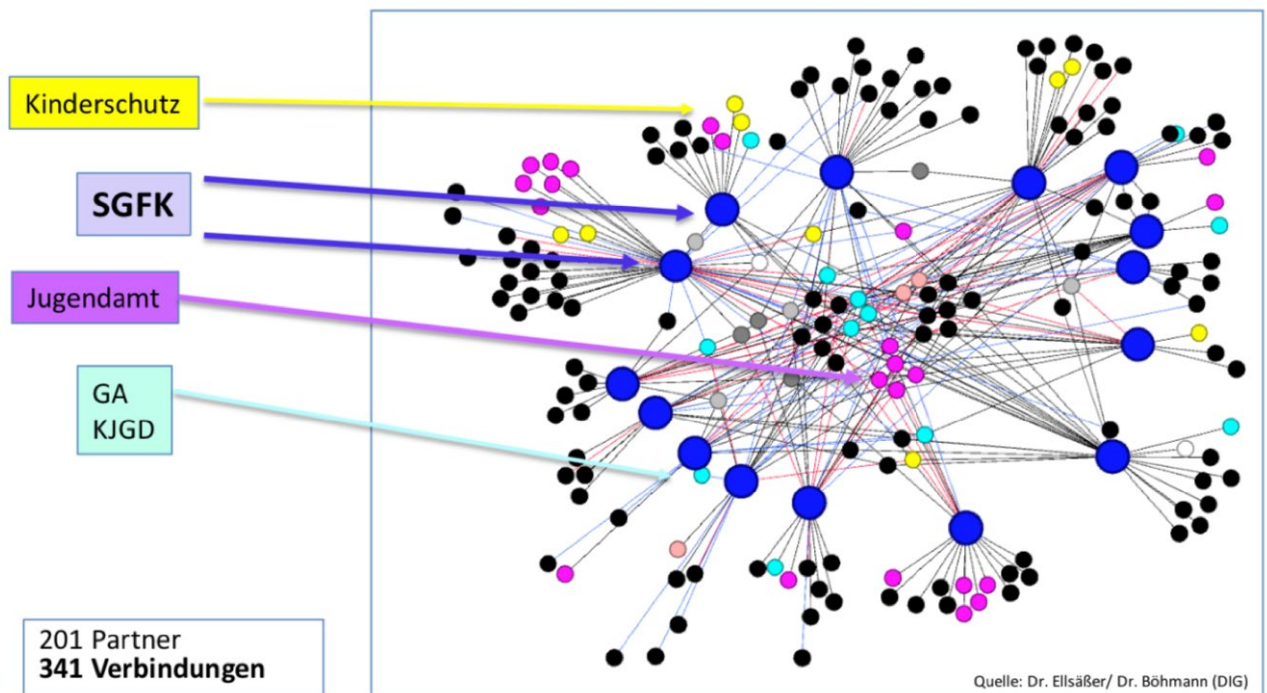 Kinderschutz
SGFK
Jugendamt
GA
KJGD
201 Partner
341 Verbindungen
Quelle: Dr. Ellsäßer/ Dr. Böhmann (DIG)